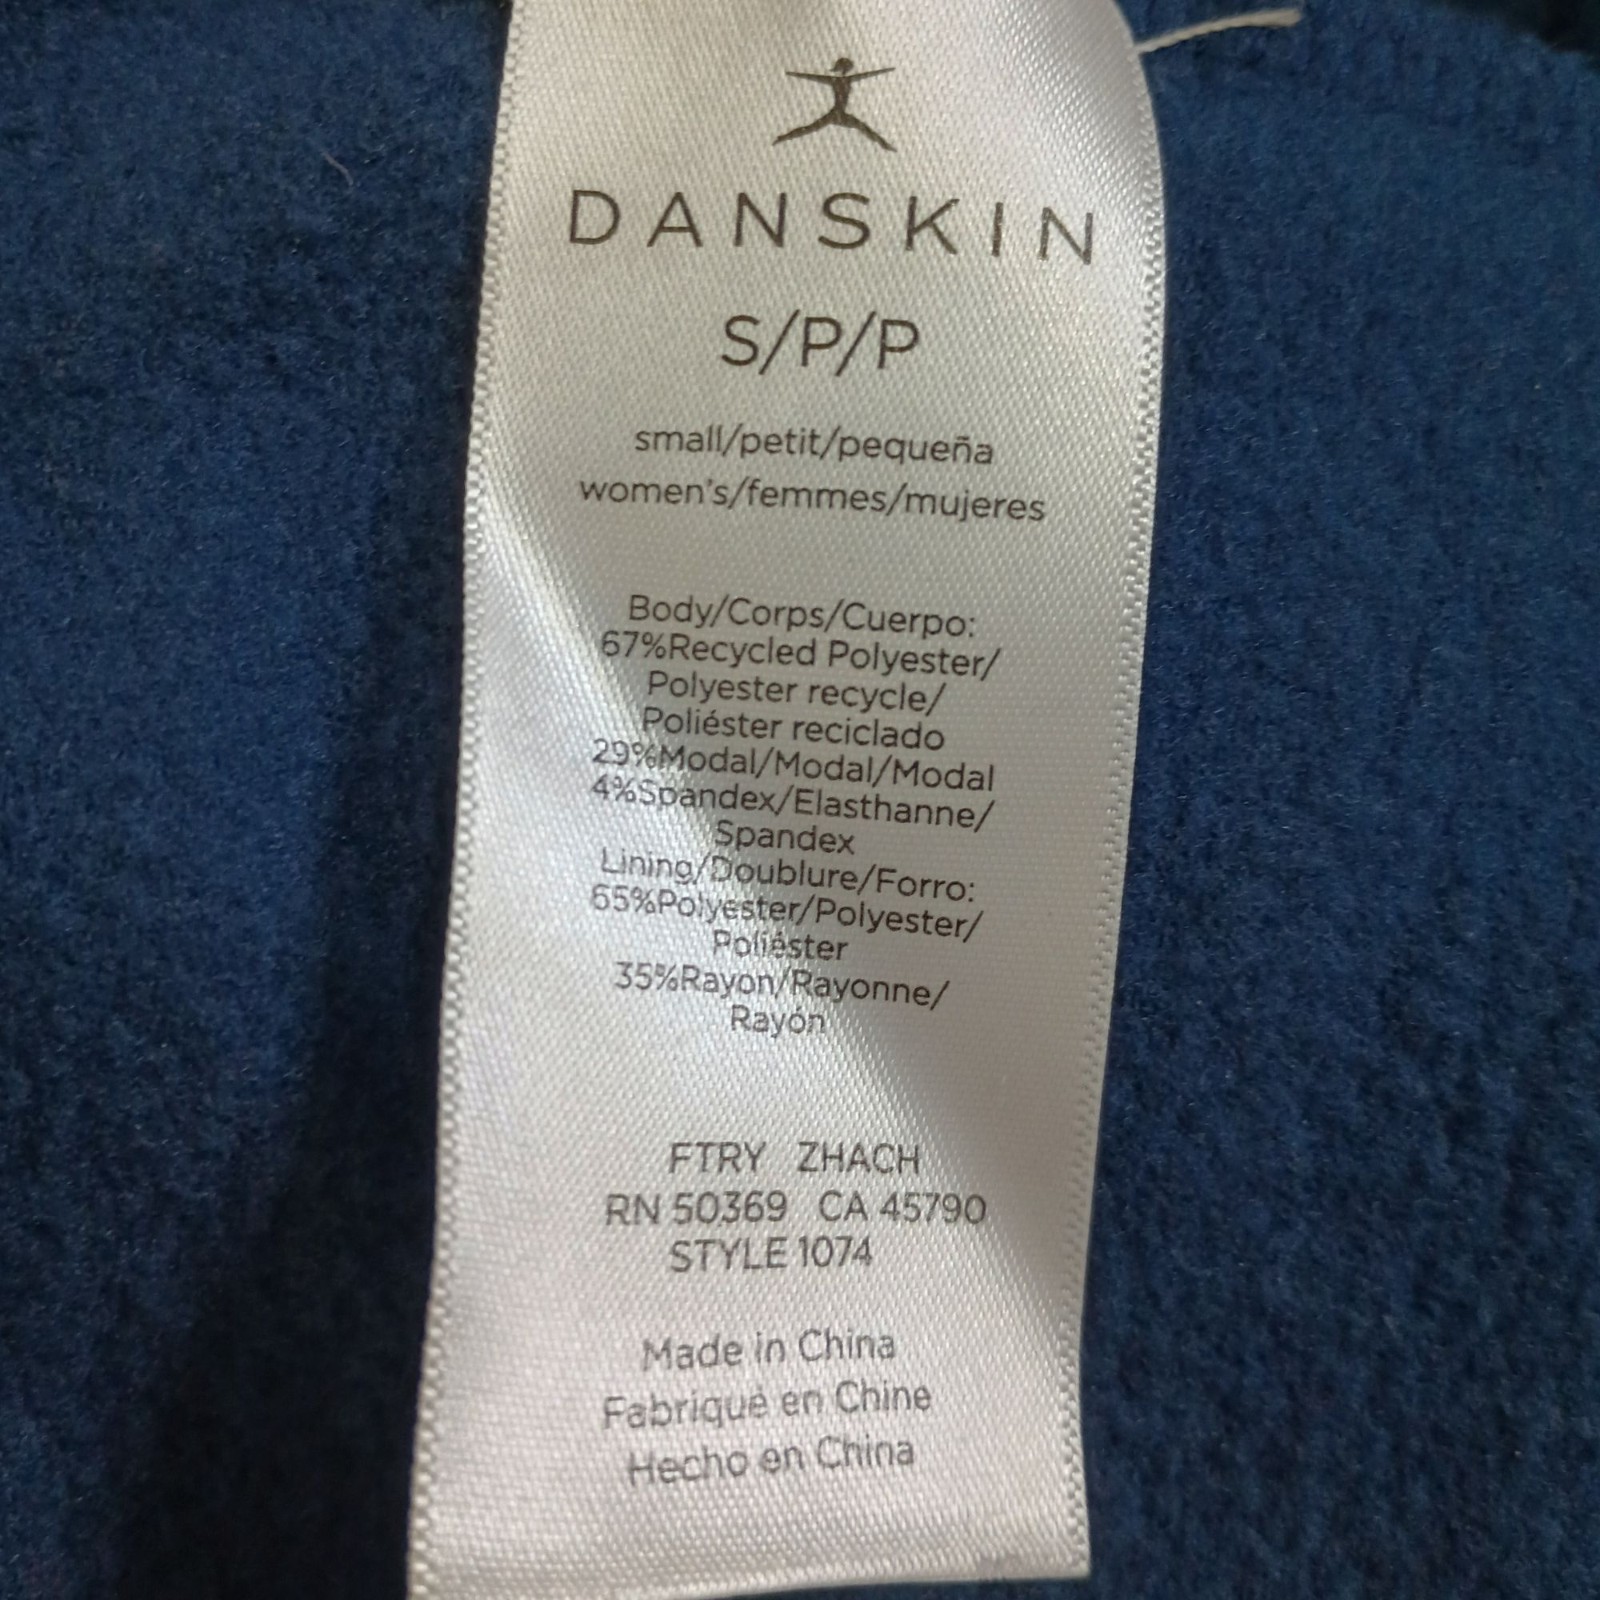 DANSKIN
S/P/P
small/petit/pequeña
women's/femmes/mujeres
Body/Corps/Cuerpo:
67%Recycled Polyester/
Polyester recycle/
Poliéster reciclado
29%Modal/Modal/Modal
4%Spandex/Elasthanne/
Spandex
Lining/Doublure/Forro:
65%Polyester/Polyester/
Poliéster
35%Rayon/Rayonne/
Rayón
FTRY ZHACH
RN 50369 CA 45790
STYLE 1074
Made in China
Fabriqué en Chine
Hecho en China